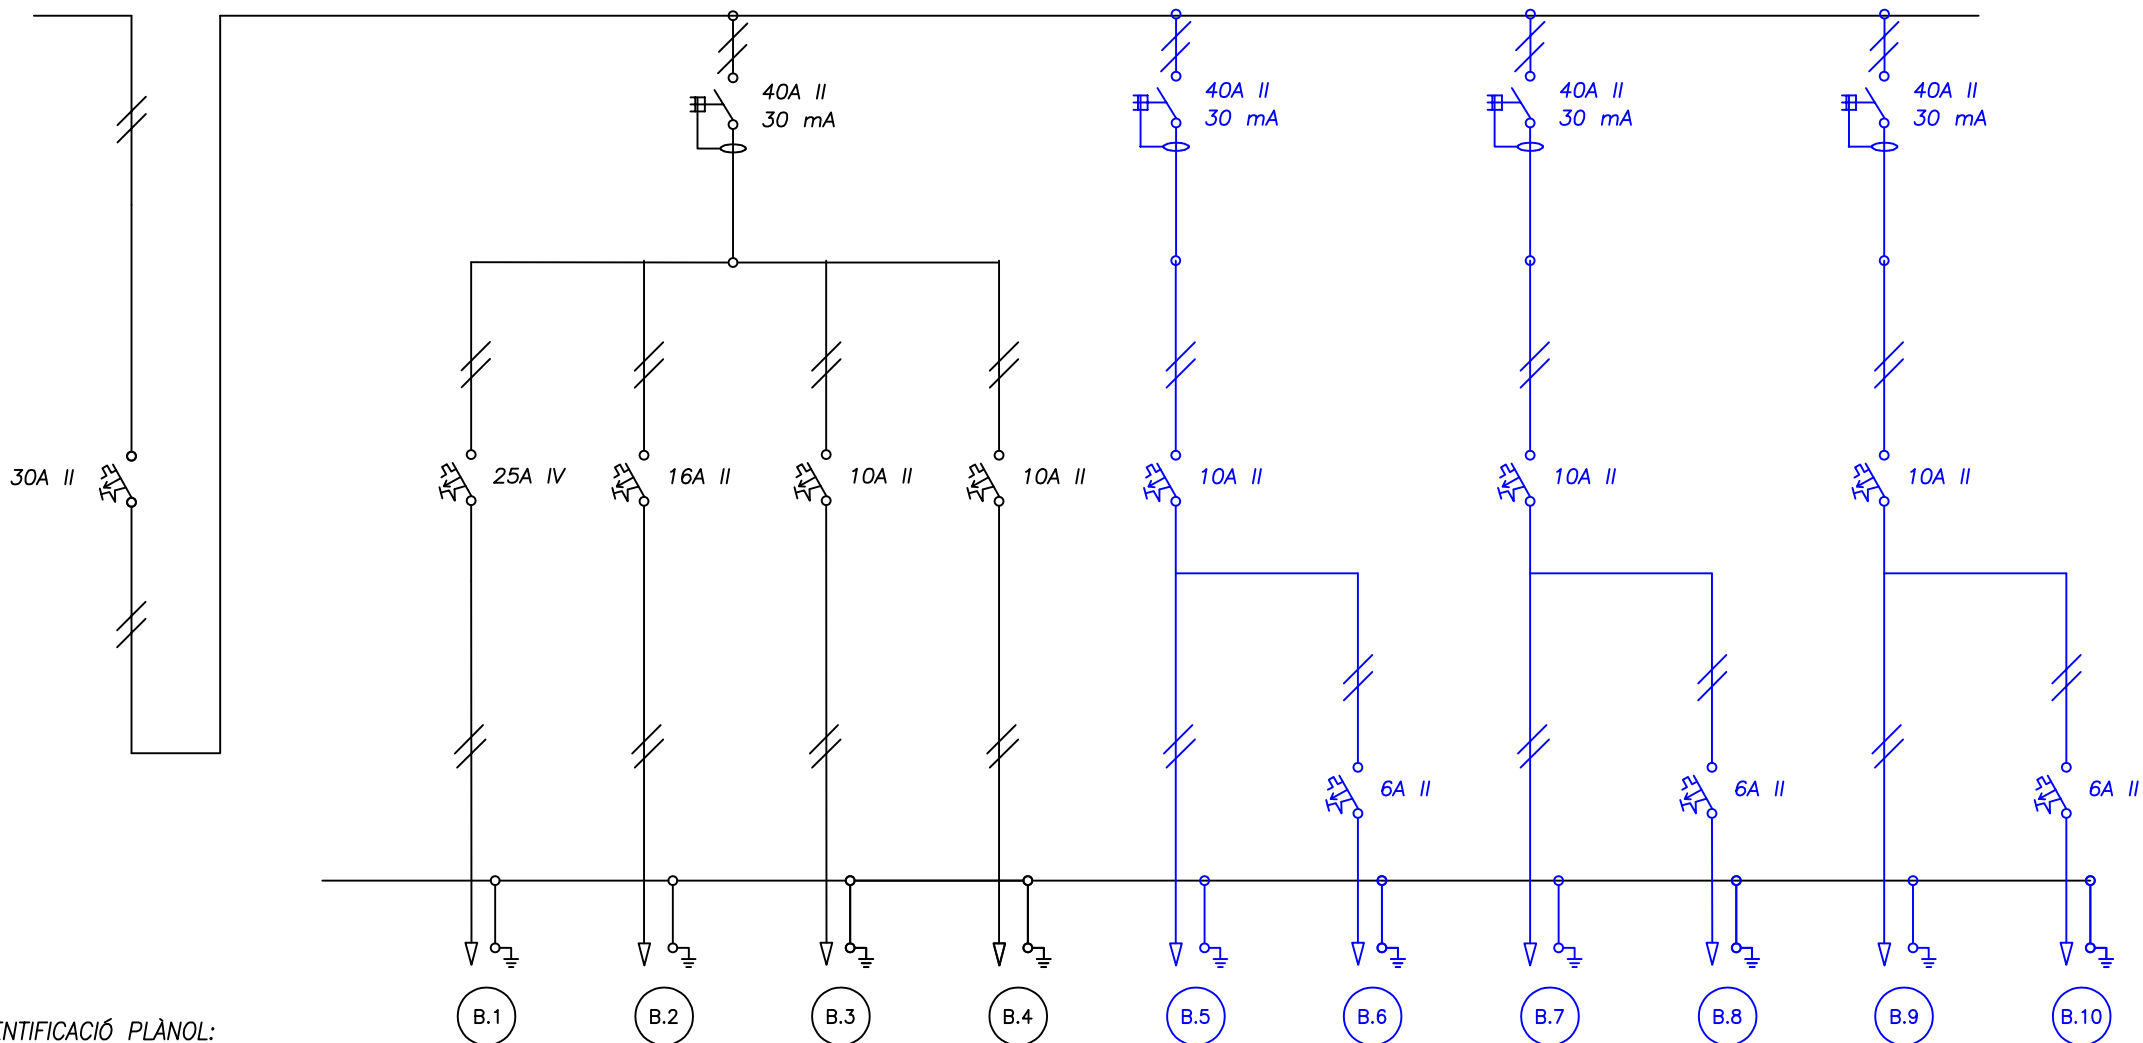 40A II
30 mA
40A II
30 mA
40A II
30 mA
40A II
30 mA
30A II
25A IV
16A II
10A II
10A II
10A II
10A II
10A II
6A II
6A II
6A II
B.1
B.2
B.3
B.4
B.5
B.6
B.7
B.8
B.9
B.10
ENTIFICACIÓ PLÀNOL: